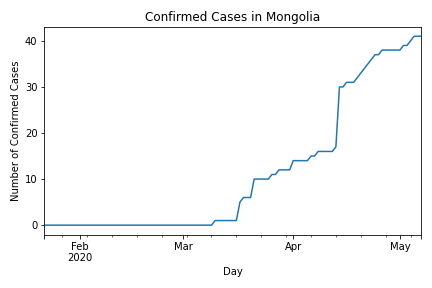 Confirmed Cases in Mongolia
40
30
20
10
0
Number of Confirmed Cases
Feb
2020
Mar
Apr
May
Day